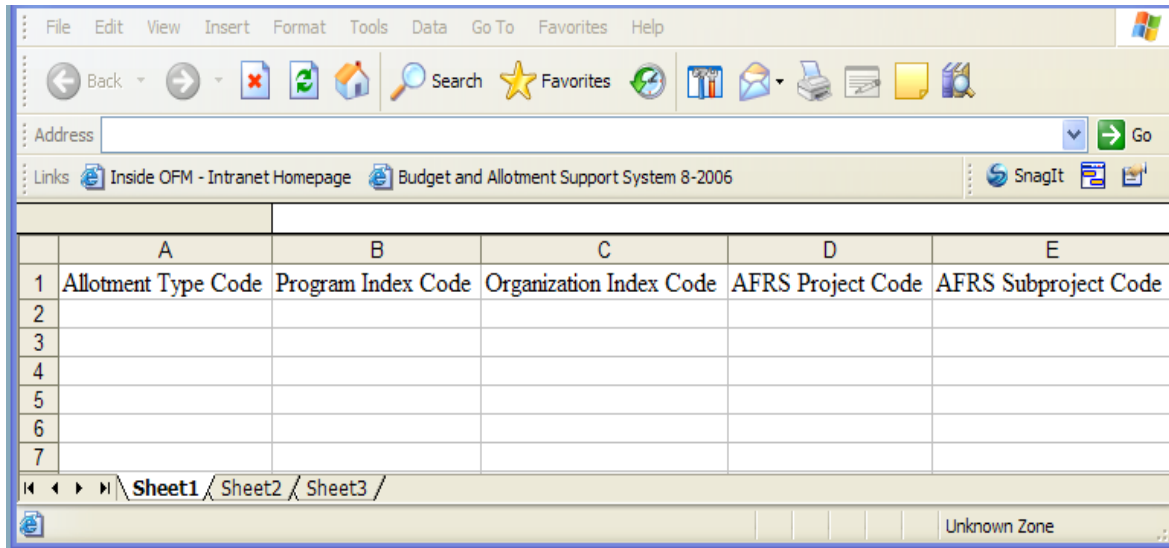 File Edit View Insert Format Tools Data Go To Favorites Help
Back Search Favorites
Address Go
Links Inside OFM - Intranet Homepage Budget and Allotment Support System 8-2006 SnagIt
A B C D E
1 Allotment Type Code Program Index Code Organization Index Code AFRS Project Code AFRS Subproject Code
2
3
4
5
6
7
Sheet1 Sheet2 Sheet3
Unknown Zone